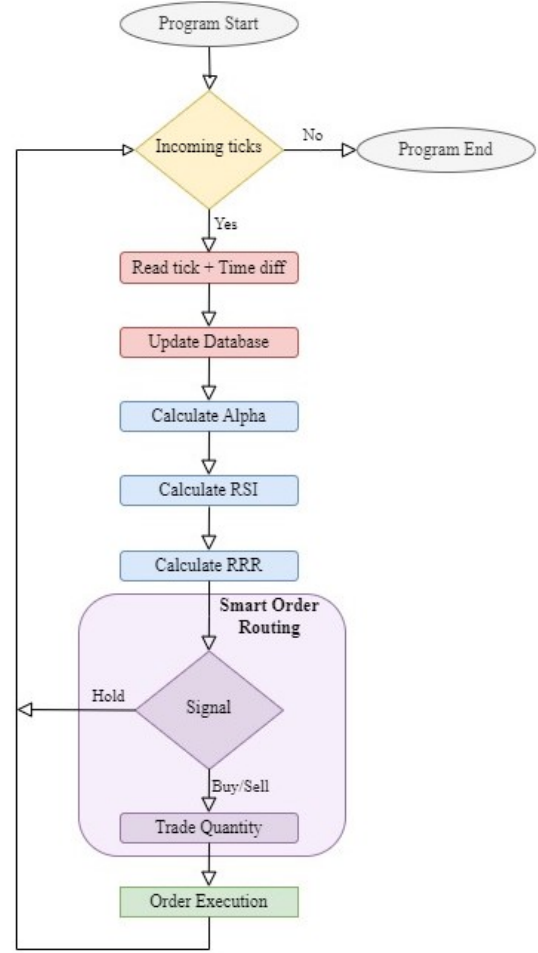 Program Start
Incoming ticks
No
Program End
Yes
Read tick + Time diff
Update Database
Calculate Alpha
Calculate RSI
Calculate RRR
Smart Order
Routing
Hold
Signal
Buy/Sell
Trade Quantity
Order Execution